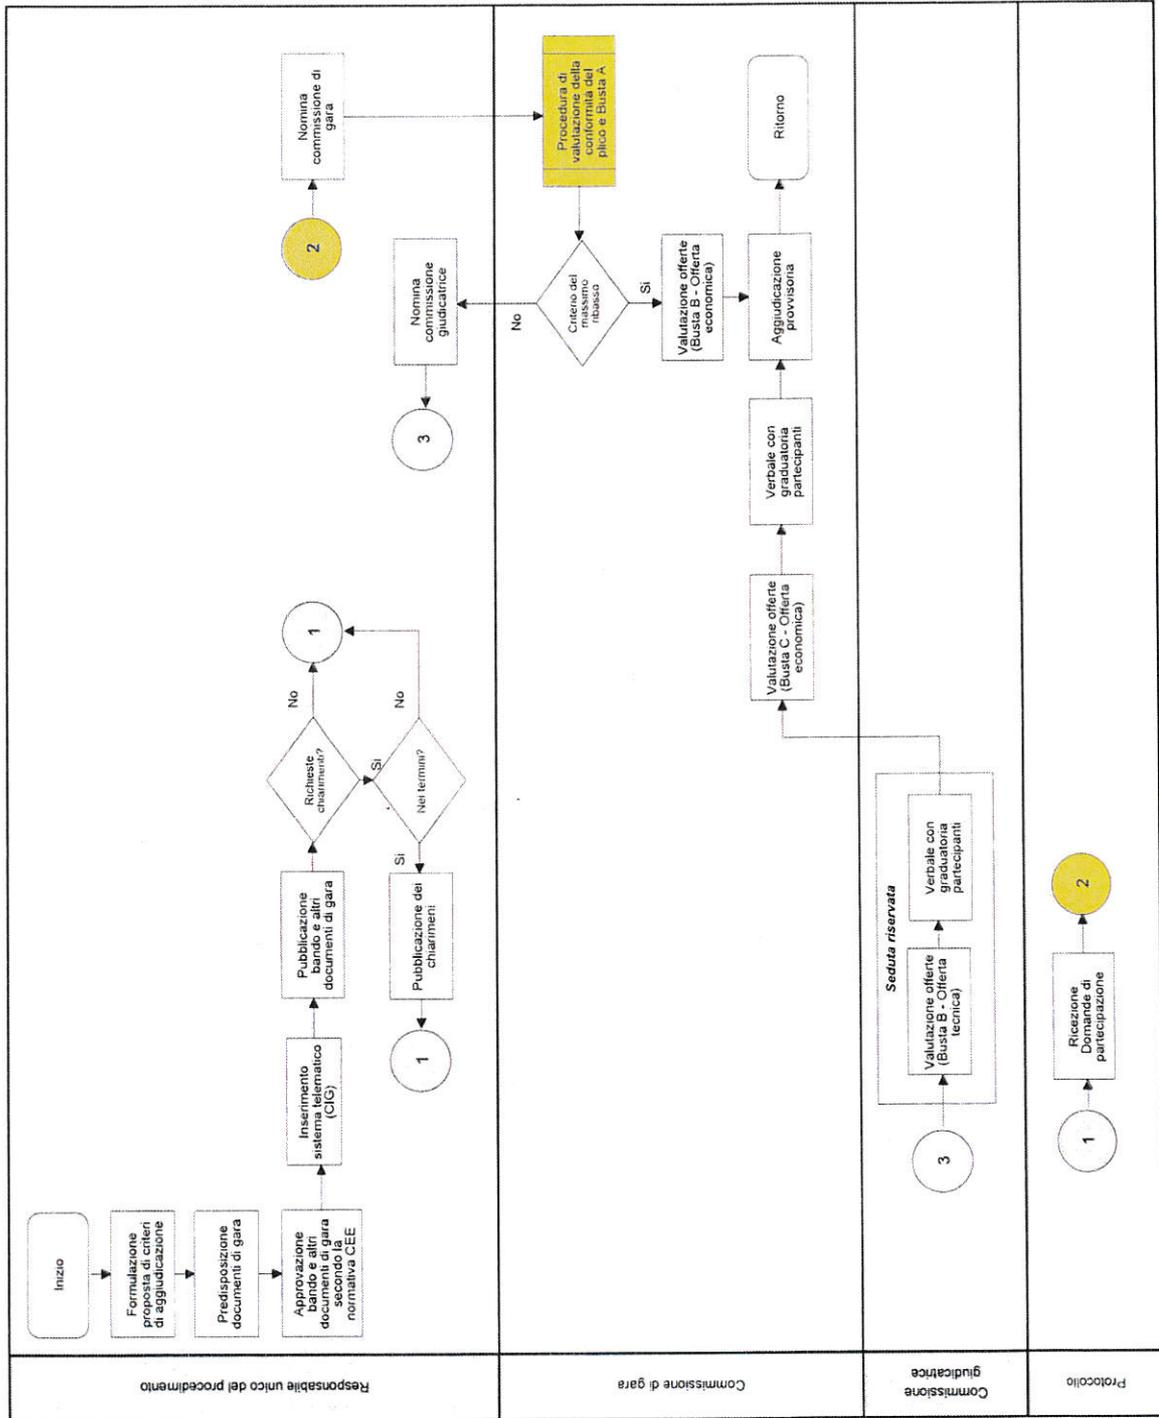 Responsabile unico del procedimento
Inizio
Formulazione
proposta di criteri
di aggiudicazione
Predisposizione
documenti di gara
Approvazione
bando e altri
documenti di gara
secondo la
normativa CEE
Inserimento
sistema telematico
(CIG)
Pubblicazione
bando e altri
documenti di gara
Richieste
chiarimenti?
No
Si
1
Nei termini?
No
Si
Pubblicazione dei
chiarimeni
1
2
Nomina
commissione di
gara
Nomina
commissione
giudicatrice
3
Commissione di gara
Procedura di
valutazione della
conformità del
plico e Busta A
Criterio del
massimo
ribasso
No
Si
Valutazione offerte
(Busta B - Offerta
economica)
Valutazione offerte
(Busta C - Offerta
economica)
Verbale con
graduatoria
partecipanti
Aggiudicazione
provvisoria
Ritorno
Commissione
giudicatrice
3
Seduta riservata
Valutazione offerte
(Busta B - Offerta
tecnica)
Verbale con
graduatoria
partecipanti
Protocollo
1
Ricezione
Domande di
partecipazione
2